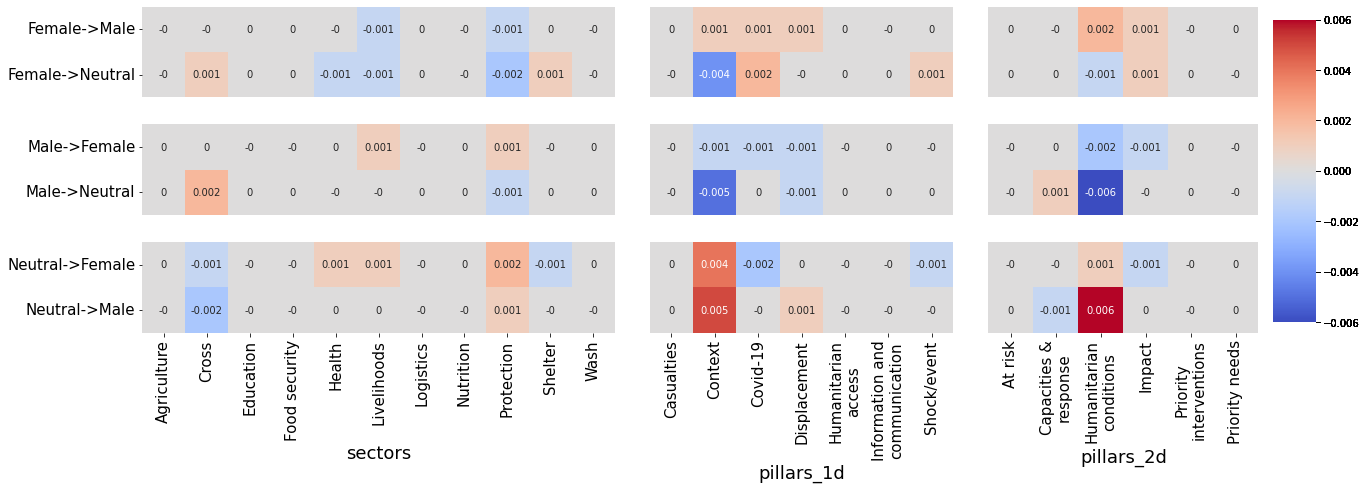 Female->Male -0 -0 0 0 -0 -0.001 0 0 -0.001 0 -0 -0 0.001 0.001 0.001 0 0 0 0 -0 0.002 0.001 -0 0
Female->Neutral -0 0.001 0 0 -0.001 -0.001 0 -0 -0.002 0.001 -0 -0 -0.004 0.002 -0 0 0 0.001 0 0 -0.001 0.001 0 -0
Male->Female 0 0 -0 -0 0 0.001 -0 -0 0.001 -0 0 0 -0.001 -0.001 -0.001 -0 -0 -0 -0 0 -0.002 -0.001 0 -0
Male->Neutral -0 0.002 0 0 -0 -0 0 0 -0.001 0 -0 -0 -0.005 0 -0.001 -0 0 0 -0 0.001 -0.006 -0 0 -0
Neutral->Female 0 -0.001 -0 -0 0.001 0.001 -0 0 0.002 -0.001 0 0 0.004 -0.002 0 -0 -0 -0.001 -0 -0 0.001 -0.001 -0 0
Neutral->Male -0 -0.002 -0 -0 0 0 -0 -0 0.001 -0 0 0 0.005 -0 0.001 0 -0 -0 0 -0.001 0.006 0 -0 0
0.006
0.004
0.002
0.000
−0.002
−0.004
−0.006
Agriculture
Cross
Education
Food security
Health
Livelihoods
Logistics
Nutrition
Protection
Shelter
Wash
sectors
Casualties
Context
Covid-19
Displacement
Humanitarian
access
Information and
communication
Shock/event
pillars_1d
At risk
Capacities &
response
Humanitarian
conditions
Impact
Priority
interventions
Priority needs
pillars_2d